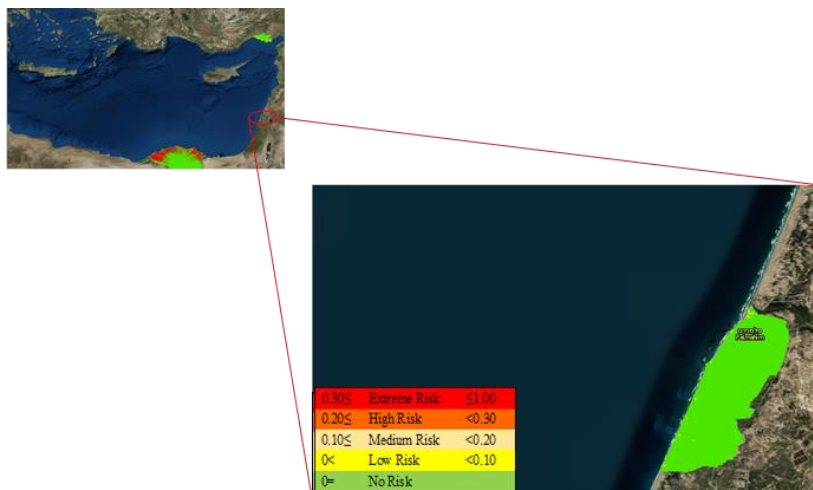 0.30≤ Extreme Risk ≤1.00
0.20≤ High Risk <0.30
0.10≤ Medium Risk <0.20
0< Low Risk <0.10
0= No Risk